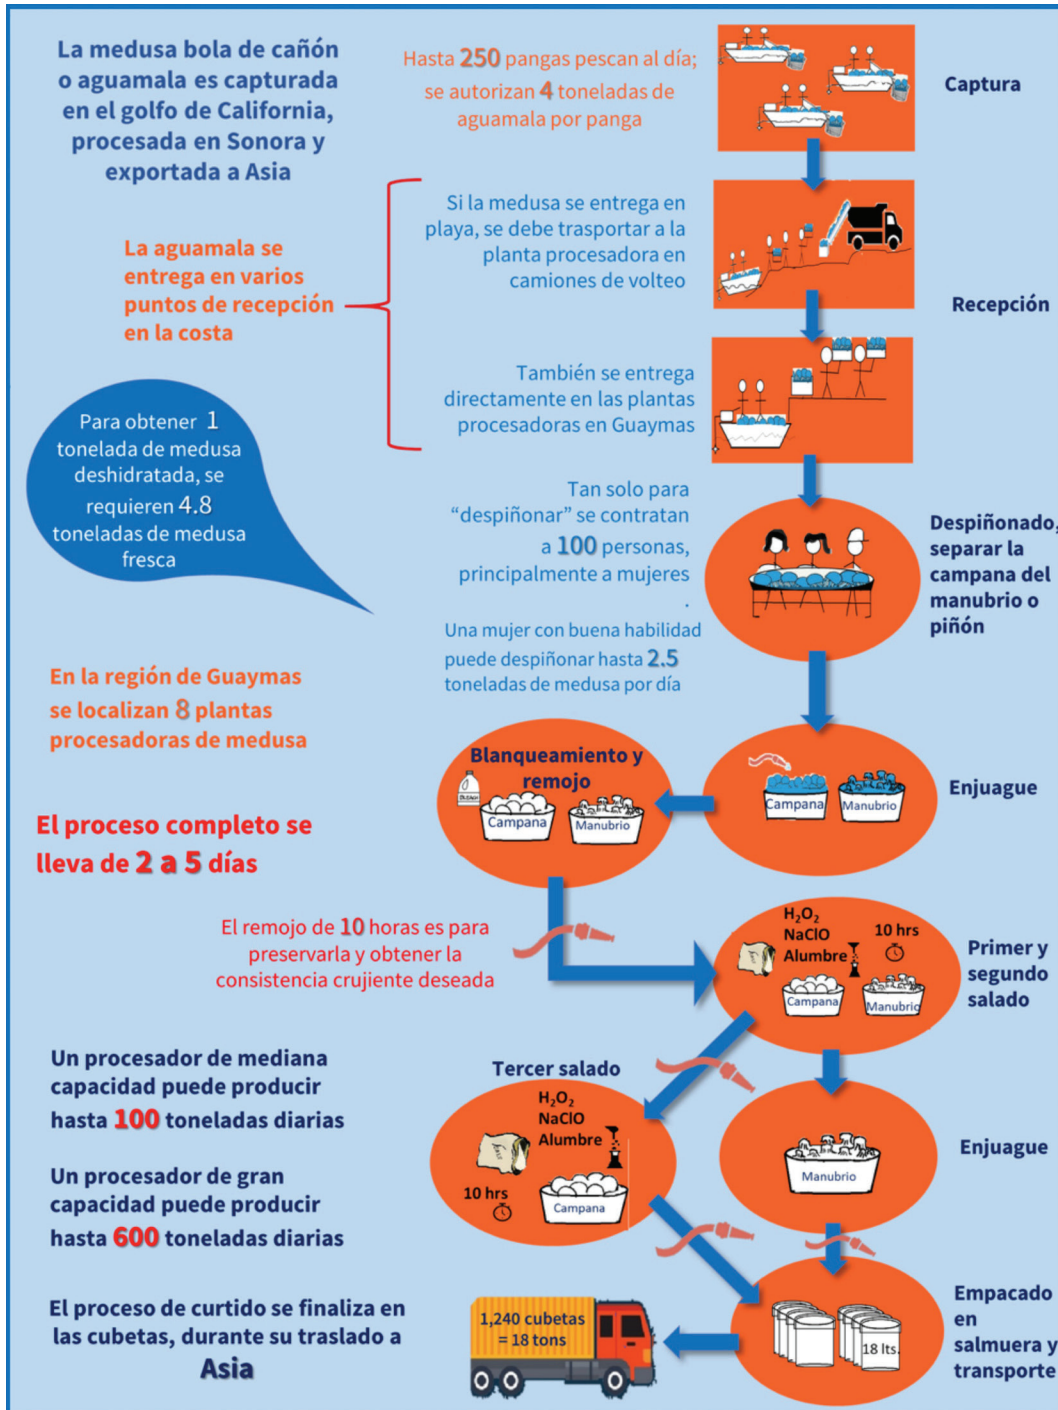 La medusa bola de cañón
o aguamala es capturada
en el golfo de California,
procesada en Sonora y
exportada a Asia
Hasta 250 pangas pescan al día;
se autorizan 4 toneladas de
aguamala por panga
Captura
La aguamala se
entrega en varios
puntos de recepción
en la costa
Si la medusa se entrega en
playa, se debe trasportar a la
planta procesadora en
camiones de volteo
Recepción
También se entrega
directamente en las plantas
procesadoras en Guaymas
Para obtener 1
tonelada de medusa
deshidratada, se
requieren 4.8
toneladas de medusa
fresca
Tan solo para
“despiñonar” se contratan
a 100 personas,
principalmente a mujeres
.
Una mujer con buena habilidad
puede despiñonar hasta 2.5
toneladas de medusa por día
Despiñonado,
separar la
campana del
manubrio o
piñón
En la región de Guaymas
se localizan 8 plantas
procesadoras de medusa
Blanqueamiento y
remojo
BLEACH
Campana
Manubrio
Campana
Manubrio
Enjuague
El proceso completo se
lleva de 2 a 5 días
El remojo de 10 horas es para
preservarla y obtener la
consistencia crujiente deseada
H₂O₂
NaClO
Alumbre
10 hrs
Campana
Manubrio
Primer y
segundo
salado
Un procesador de mediana
capacidad puede producir
hasta 100 toneladas diarias
Tercer salado
H₂O₂
NaClO
Alumbre
10 hrs
Campana
Manubrio
Enjuague
Un procesador de gran
capacidad puede producir
hasta 600 toneladas diarias
El proceso de curtido se finaliza en
las cubetas, durante su traslado a
Asia
1,240 cubetas
= 18 tons
18 lts.
Empacado
en
salmuera y
transporte